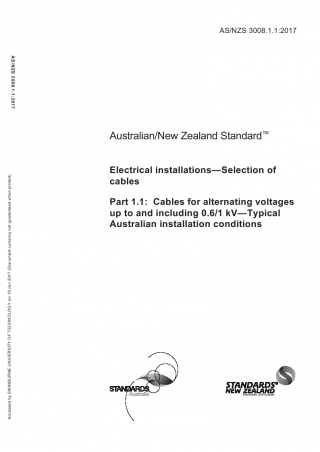 AS/NZS 3008.1.1:2017
AS/NZS 3008.1.1:2017
Australian/New Zealand Standard™
Electrical installations—Selection of
cables
Part 1.1: Cables for alternating voltages
up to and including 0.6/1 kV—Typical
Australian installation conditions
Accessed by SWINBURNE UNIVERSITY OF TECHNOLOGY on 19 Jun 2017 (Document currency not guaranteed when printed)
STANDARDS
Australia
STANDARDS
NEW ZEALAND